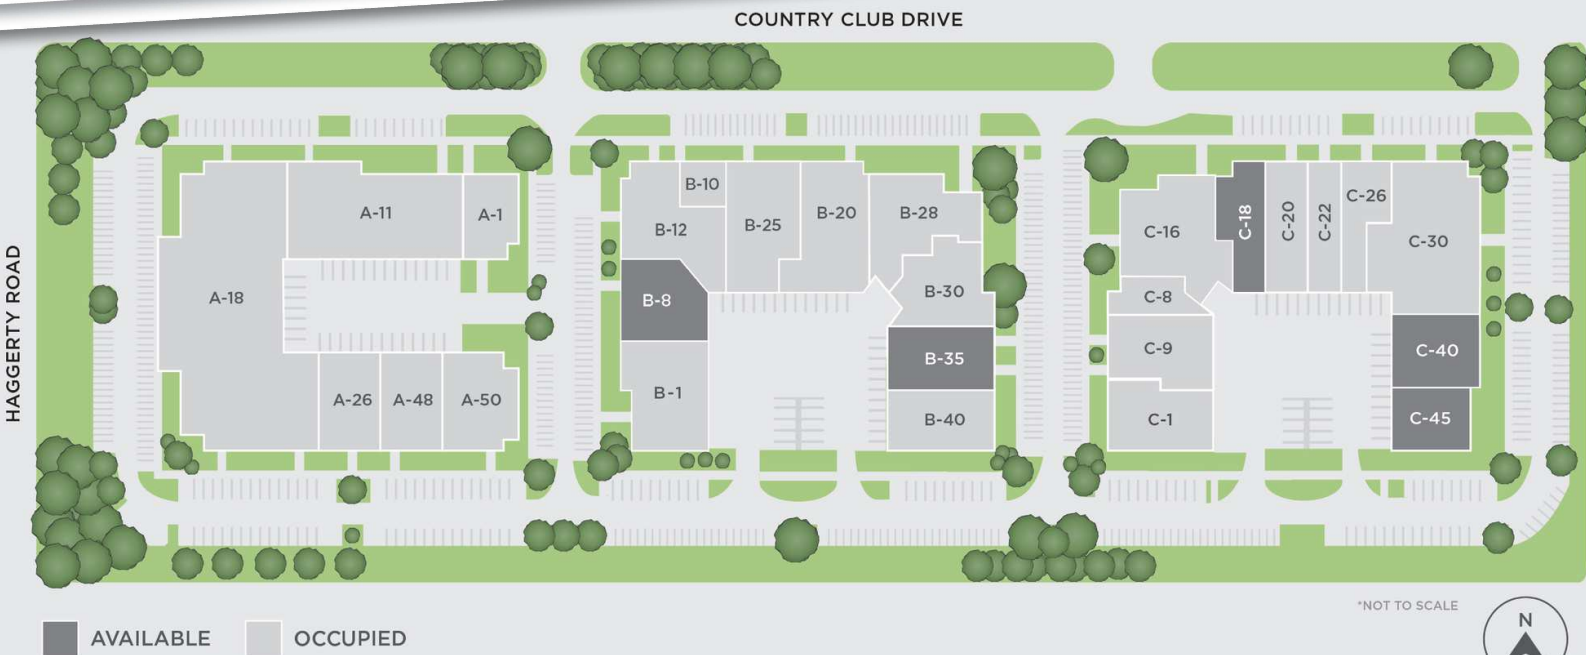 COUNTRY CLUB DRIVE
HAGGERTY ROAD
A-11
A-1
A-18
A-26
A-48
A-50
B-10
B-12
B-25
B-20
B-28
B-8
B-30
B-35
B-1
B-40
C-16
C-18
C-20
C-22
C-26
C-30
C-8
C-9
C-40
C-1
C-45
*NOT TO SCALE
N
AVAILABLE
OCCUPIED